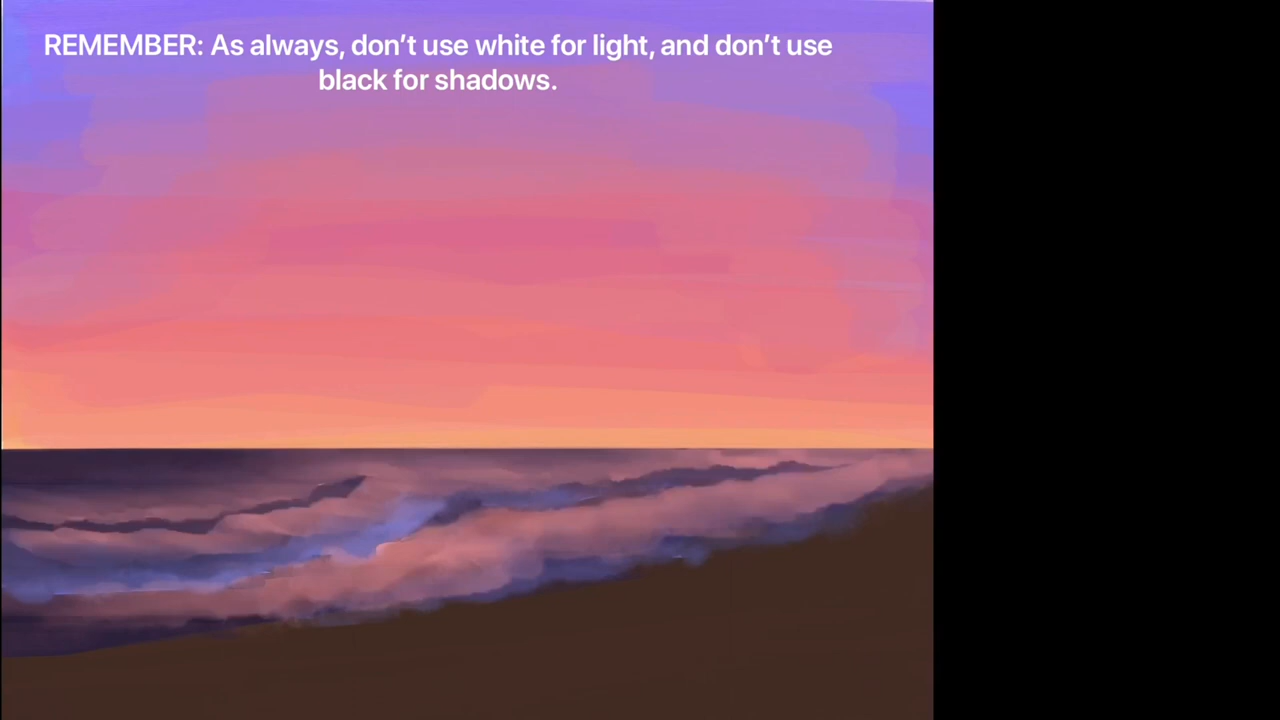 REMEMBER: As always, don’t use white for light, and don’t use
black for shadows.